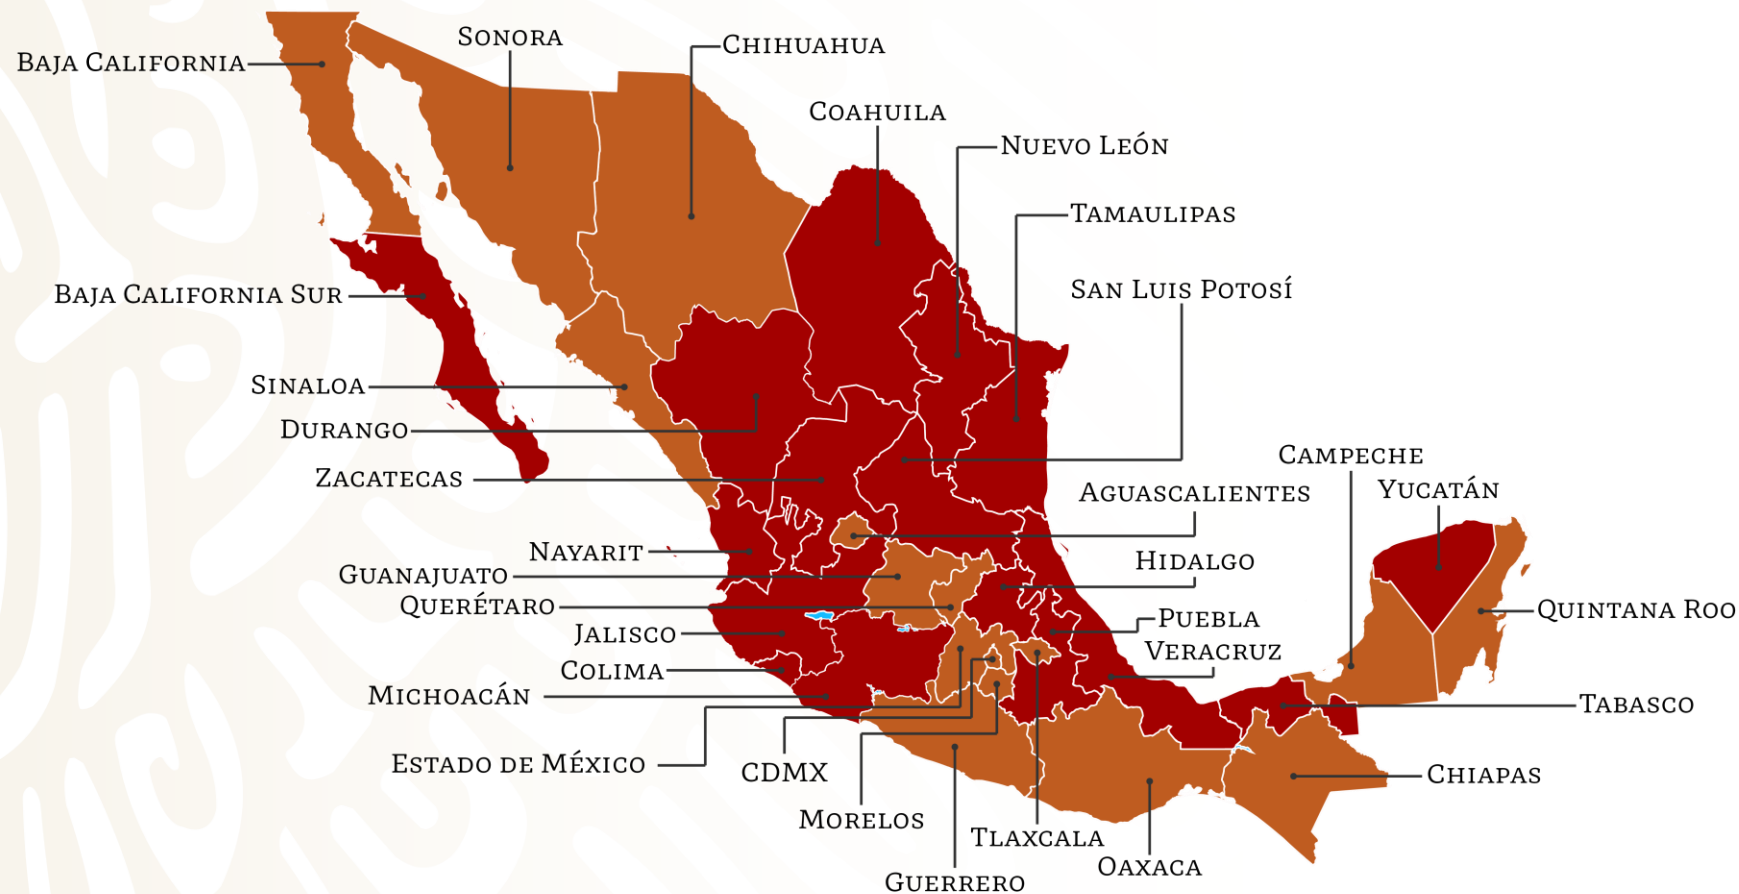 Sonora
Chihuahua
Baja California
Coahuila
Nuevo León
Tamaulipas
San Luis Potosí
Baja California Sur
Sinaloa
Durango
Campeche
Zacatecas
Yucatán
Aguascalientes
Nayarit
Hidalgo
Guanajuato
Querétaro
Quintana Roo
Puebla
Jalisco
Veracruz
Colima
Michoacán
Tabasco
Estado de México
CDMX
Chiapas
Morelos
Tlaxcala
Oaxaca
Guerrero